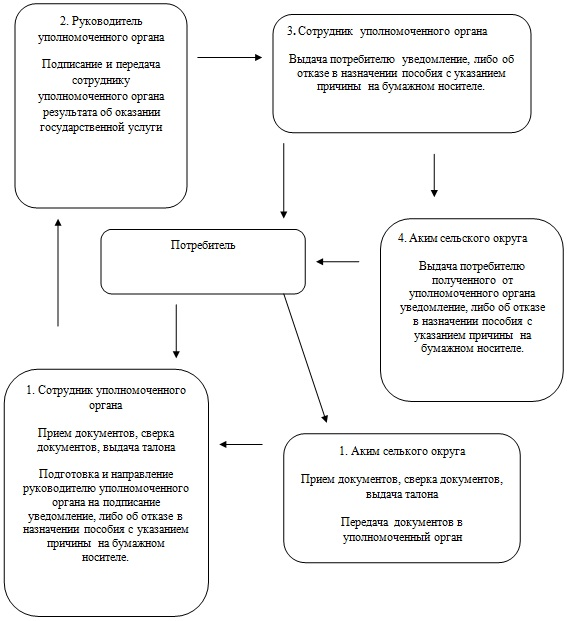 2. Руководитель
уполномоченного органа
Подписание и передача
сотруднику
уполномоченного органа
результата об оказании
государственной услуги
3. Сотрудник уполномоченного органа
Выдача потребителю уведомление, либо об
отказе в назначении пособия с указанием
причины на бумажном носителе.
Потребитель
4. Аким сельского округа
Выдача потребителю
полученного от
уполномоченного органа
уведомление, либо об отказе
в назначении пособия с
указанием причины на
бумажном носителе.
1. Сотрудник уполномоченного
органа
Прием документов, сверка
документов, выдача талона
Подготовка и направление
руководителю уполномоченного
органа на подписание
уведомление, либо об отказе в
назначении пособия с указанием
причины на бумажном
носителе.
1. Аким селького округа
Прием документов, сверка документов,
выдача талона
Передача документов в
уполномоченный орган